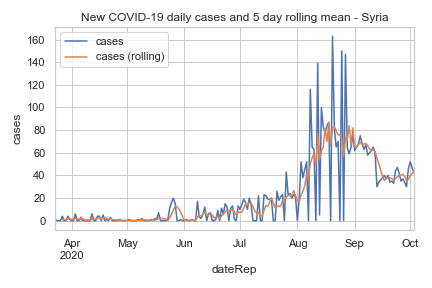 New COVID-19 daily cases and 5 day rolling mean - Syria
cases
cases (rolling)
cases
160
140
120
100
80
60
40
20
0
Apr
2020
May
Jun
Jul
Aug
Sep
Oct
dateRep